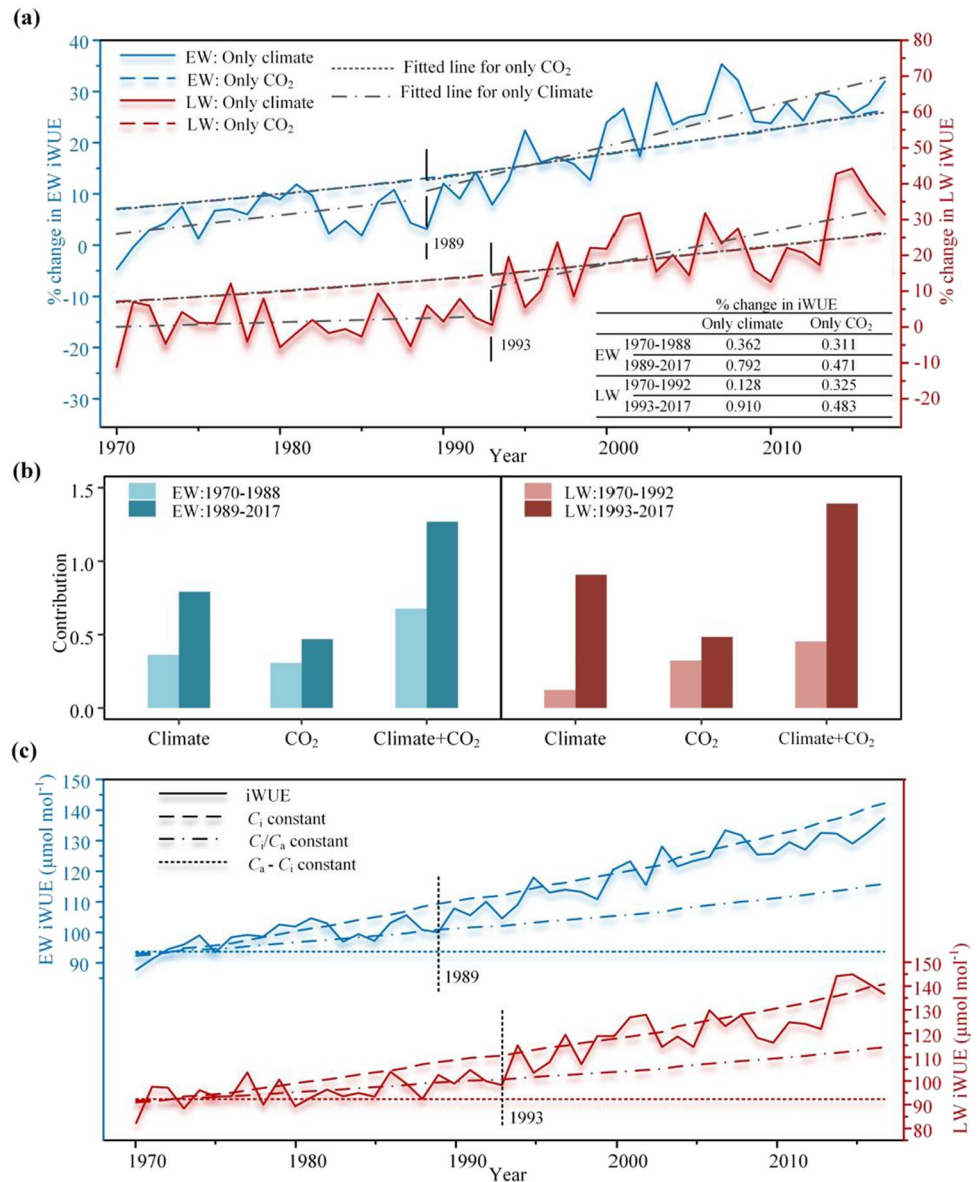 (a)
EW: Only climate
EW: Only CO₂
LW: Only climate
LW: Only CO₂
Fitted line for only CO₂
Fitted line for only Climate
40
30
20
10
0
-10
-20
-30
% change in EW iWUE
80
70
60
50
40
30
20
10
0
-10
-20
% change in LW iWUE
1989
1993
% change in iWUE
Only climate Only CO₂
EW 1970-1988 0.362 0.311
1989-2017 0.792 0.471
LW 1970-1992 0.128 0.325
1993-2017 0.910 0.483
1970 1980 1990 2000 2010
Year
(b)
EW:1970-1988
EW:1989-2017
LW:1970-1992
LW:1993-2017
1.5
1.0
0.5
0.0
Contribution
Climate CO₂ Climate+CO₂ Climate CO₂ Climate+CO₂
(c)
iWUE
Cᵢ constant
Cᵢ/Cₐ constant
Cₐ - Cᵢ constant
150
140
130
120
110
100
90
EW iWUE (μmol mol⁻¹)
1989
150
140
130
120
110
100
90
80
LW iWUE (μmol mol⁻¹)
1993
1970 1980 1990 2000 2010
Year